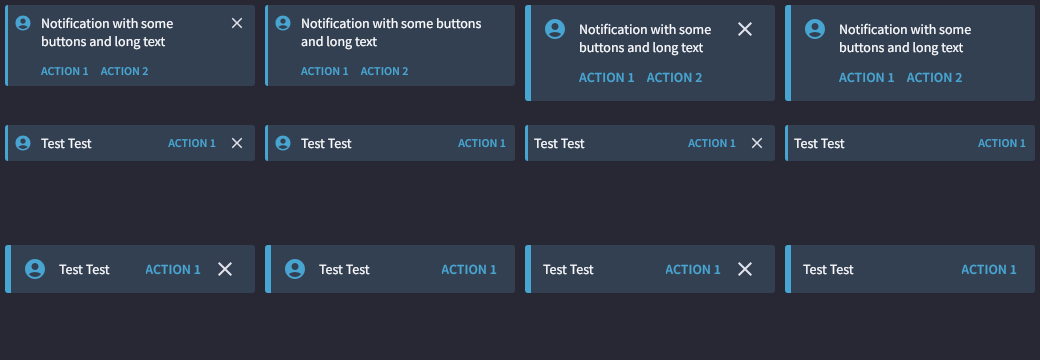 Notification with some
buttons and long text
ACTION 1 ACTION 2
Notification with some buttons
and long text
ACTION 1 ACTION 2
Notification with some
buttons and long text
ACTION 1 ACTION 2
Notification with some
buttons and long text
ACTION 1 ACTION 2
Test Test ACTION 1
Test Test ACTION 1
Test Test ACTION 1
Test Test ACTION 1
Test Test ACTION 1
Test Test ACTION 1
Test Test ACTION 1
Test Test ACTION 1